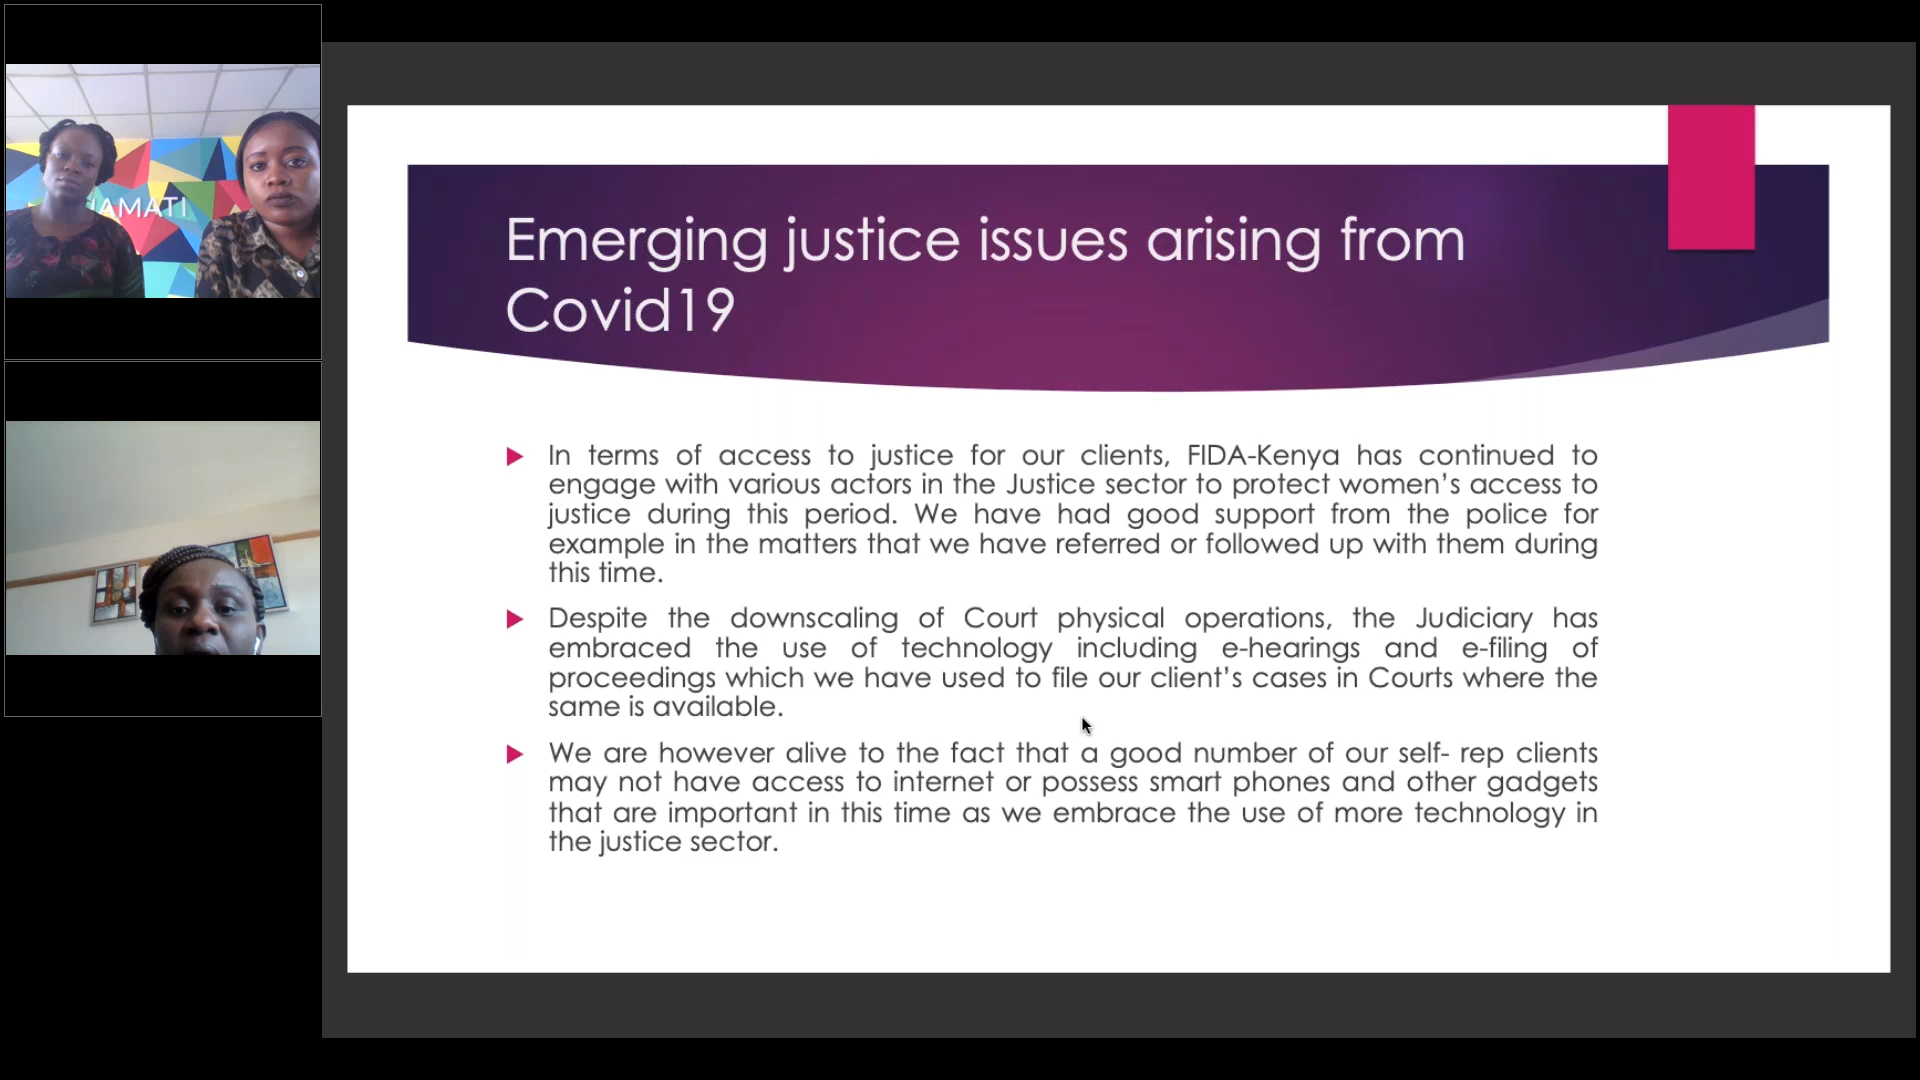 NAMATI
Emerging justice issues arising from
Covid19
In terms of access to justice for our clients, FIDA-Kenya has continued to
engage with various actors in the Justice sector to protect women’s access to
justice during this period. We have had good support from the police for
example in the matters that we have referred or followed up with them during
this time.
Despite the downscaling of Court physical operations, the Judiciary has
embraced the use of technology including e-hearings and e-filing of
proceedings which we have used to file our client’s cases in Courts where the
same is available.
We are however alive to the fact that a good number of our self- rep clients
may not have access to internet or possess smart phones and other gadgets
that are important in this time as we embrace the use of more technology in
the justice sector.